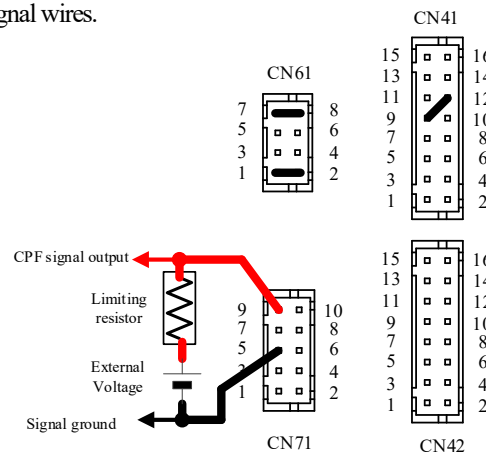 gnal wires.
CN41
15 16
13 14
11 12
9 10
7 8
5 6
3 4
1 2
CN61
7 8
5 6
3 4
1 2
CPF signal output
Limiting
resistor
External
Voltage
Signal ground
9 10
7 8
5 6
4
1 2
CN71
15 16
13 14
11 12
9 10
7 8
5 6
3 4
1 2
CN42